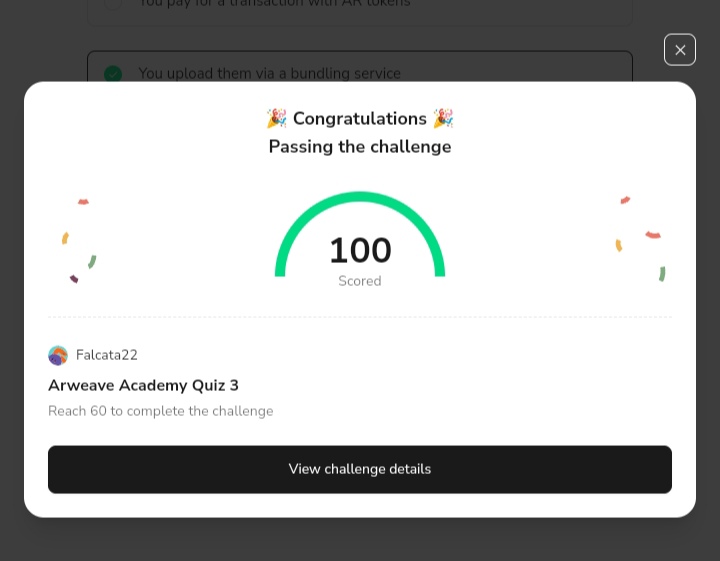 You pay for a transaction with AR tokens
You upload them via a bundling service
🎉 Congratulations 🎉
Passing the challenge
100
Scored
Falcata22
Arweave Academy Quiz 3
Reach 60 to complete the challenge
View challenge details